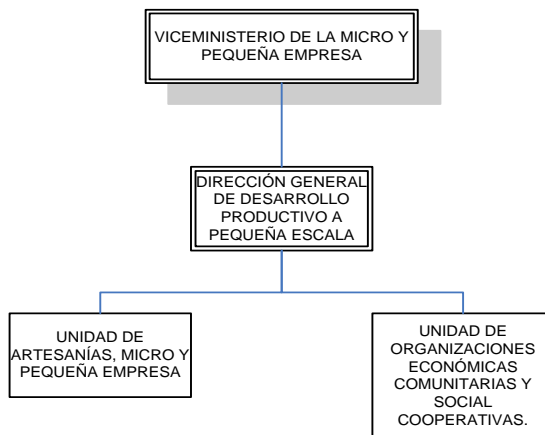 VICEMINISTERIO DE LA MICRO Y
PEQUEÑA EMPRESA
DIRECCIÓN GENERAL
DE DESARROLLO
PRODUCTIVO A
PEQUEÑA ESCALA
UNIDAD DE
ARTESANÍAS, MICRO Y
PEQUEÑA EMPRESA
UNIDAD DE
ORGANIZACIONES
ECONÓMICAS
COMUNITARIAS Y
SOCIAL
COOPERATIVAS.